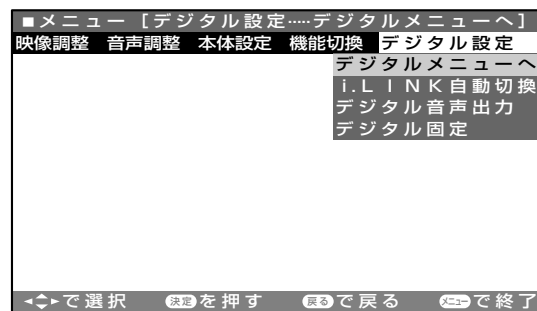 ■メニュー [デジタル設定……デジタルメニューへ]
映像調整 音声調整 本体設定 機能切換 デジタル設定
デジタルメニューへ
i.LINK自動切換
デジタル音声出力
デジタル固定
で選択 決定を押す 戻るで戻る メニューで終了